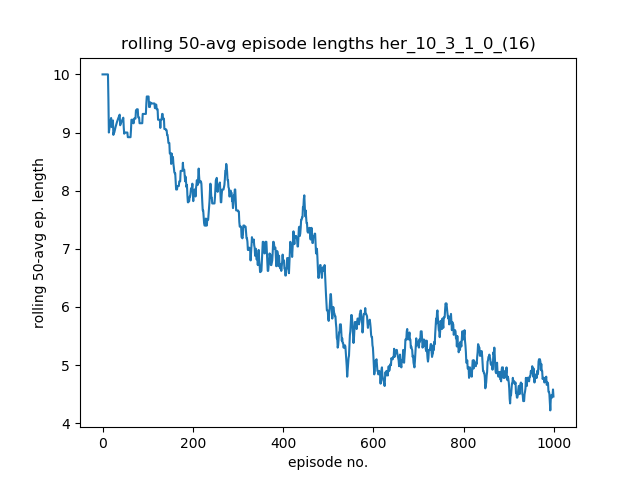 rolling 50-avg episode lengths her_10_3_1_0_(16)
10
9
8
7
6
5
4
rolling 50-avg ep. length
0 200 400 600 800 1000
episode no.